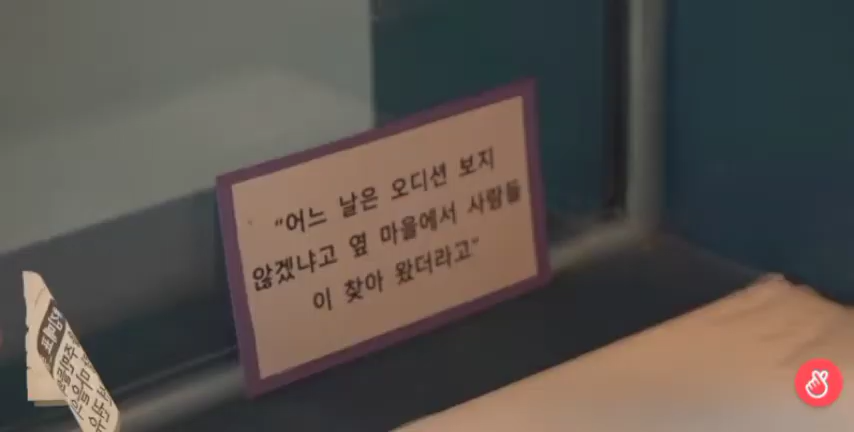 "어느 날은 오디션 보지
않겠냐고 옆 마을에서 사람들
이 찾아 왔더라고"